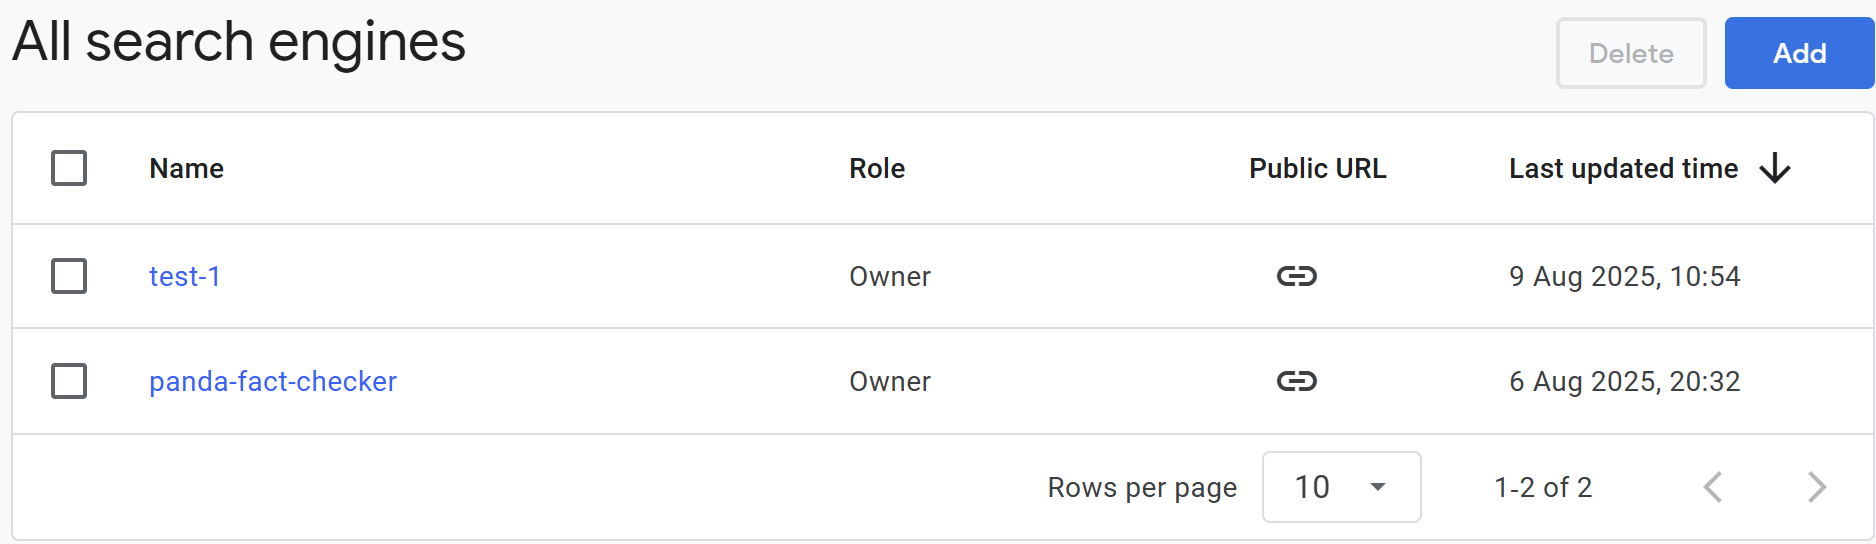 All search engines
Delete Add
Name Role Public URL Last updated time
test-1 Owner 9 Aug 2025, 10:54
panda-fact-checker Owner 6 Aug 2025, 20:32
Rows per page 10 1-2 of 2